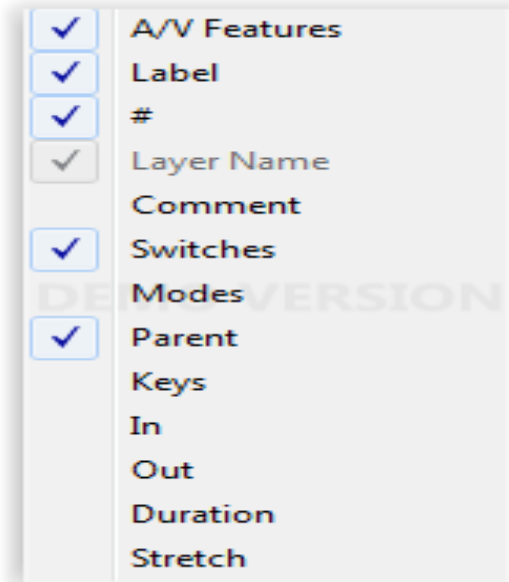 A/V Features
Label
#
Layer Name
Comment
Switches
DEMO VERSION
Modes
Parent
Keys
In
Out
Duration
Stretch